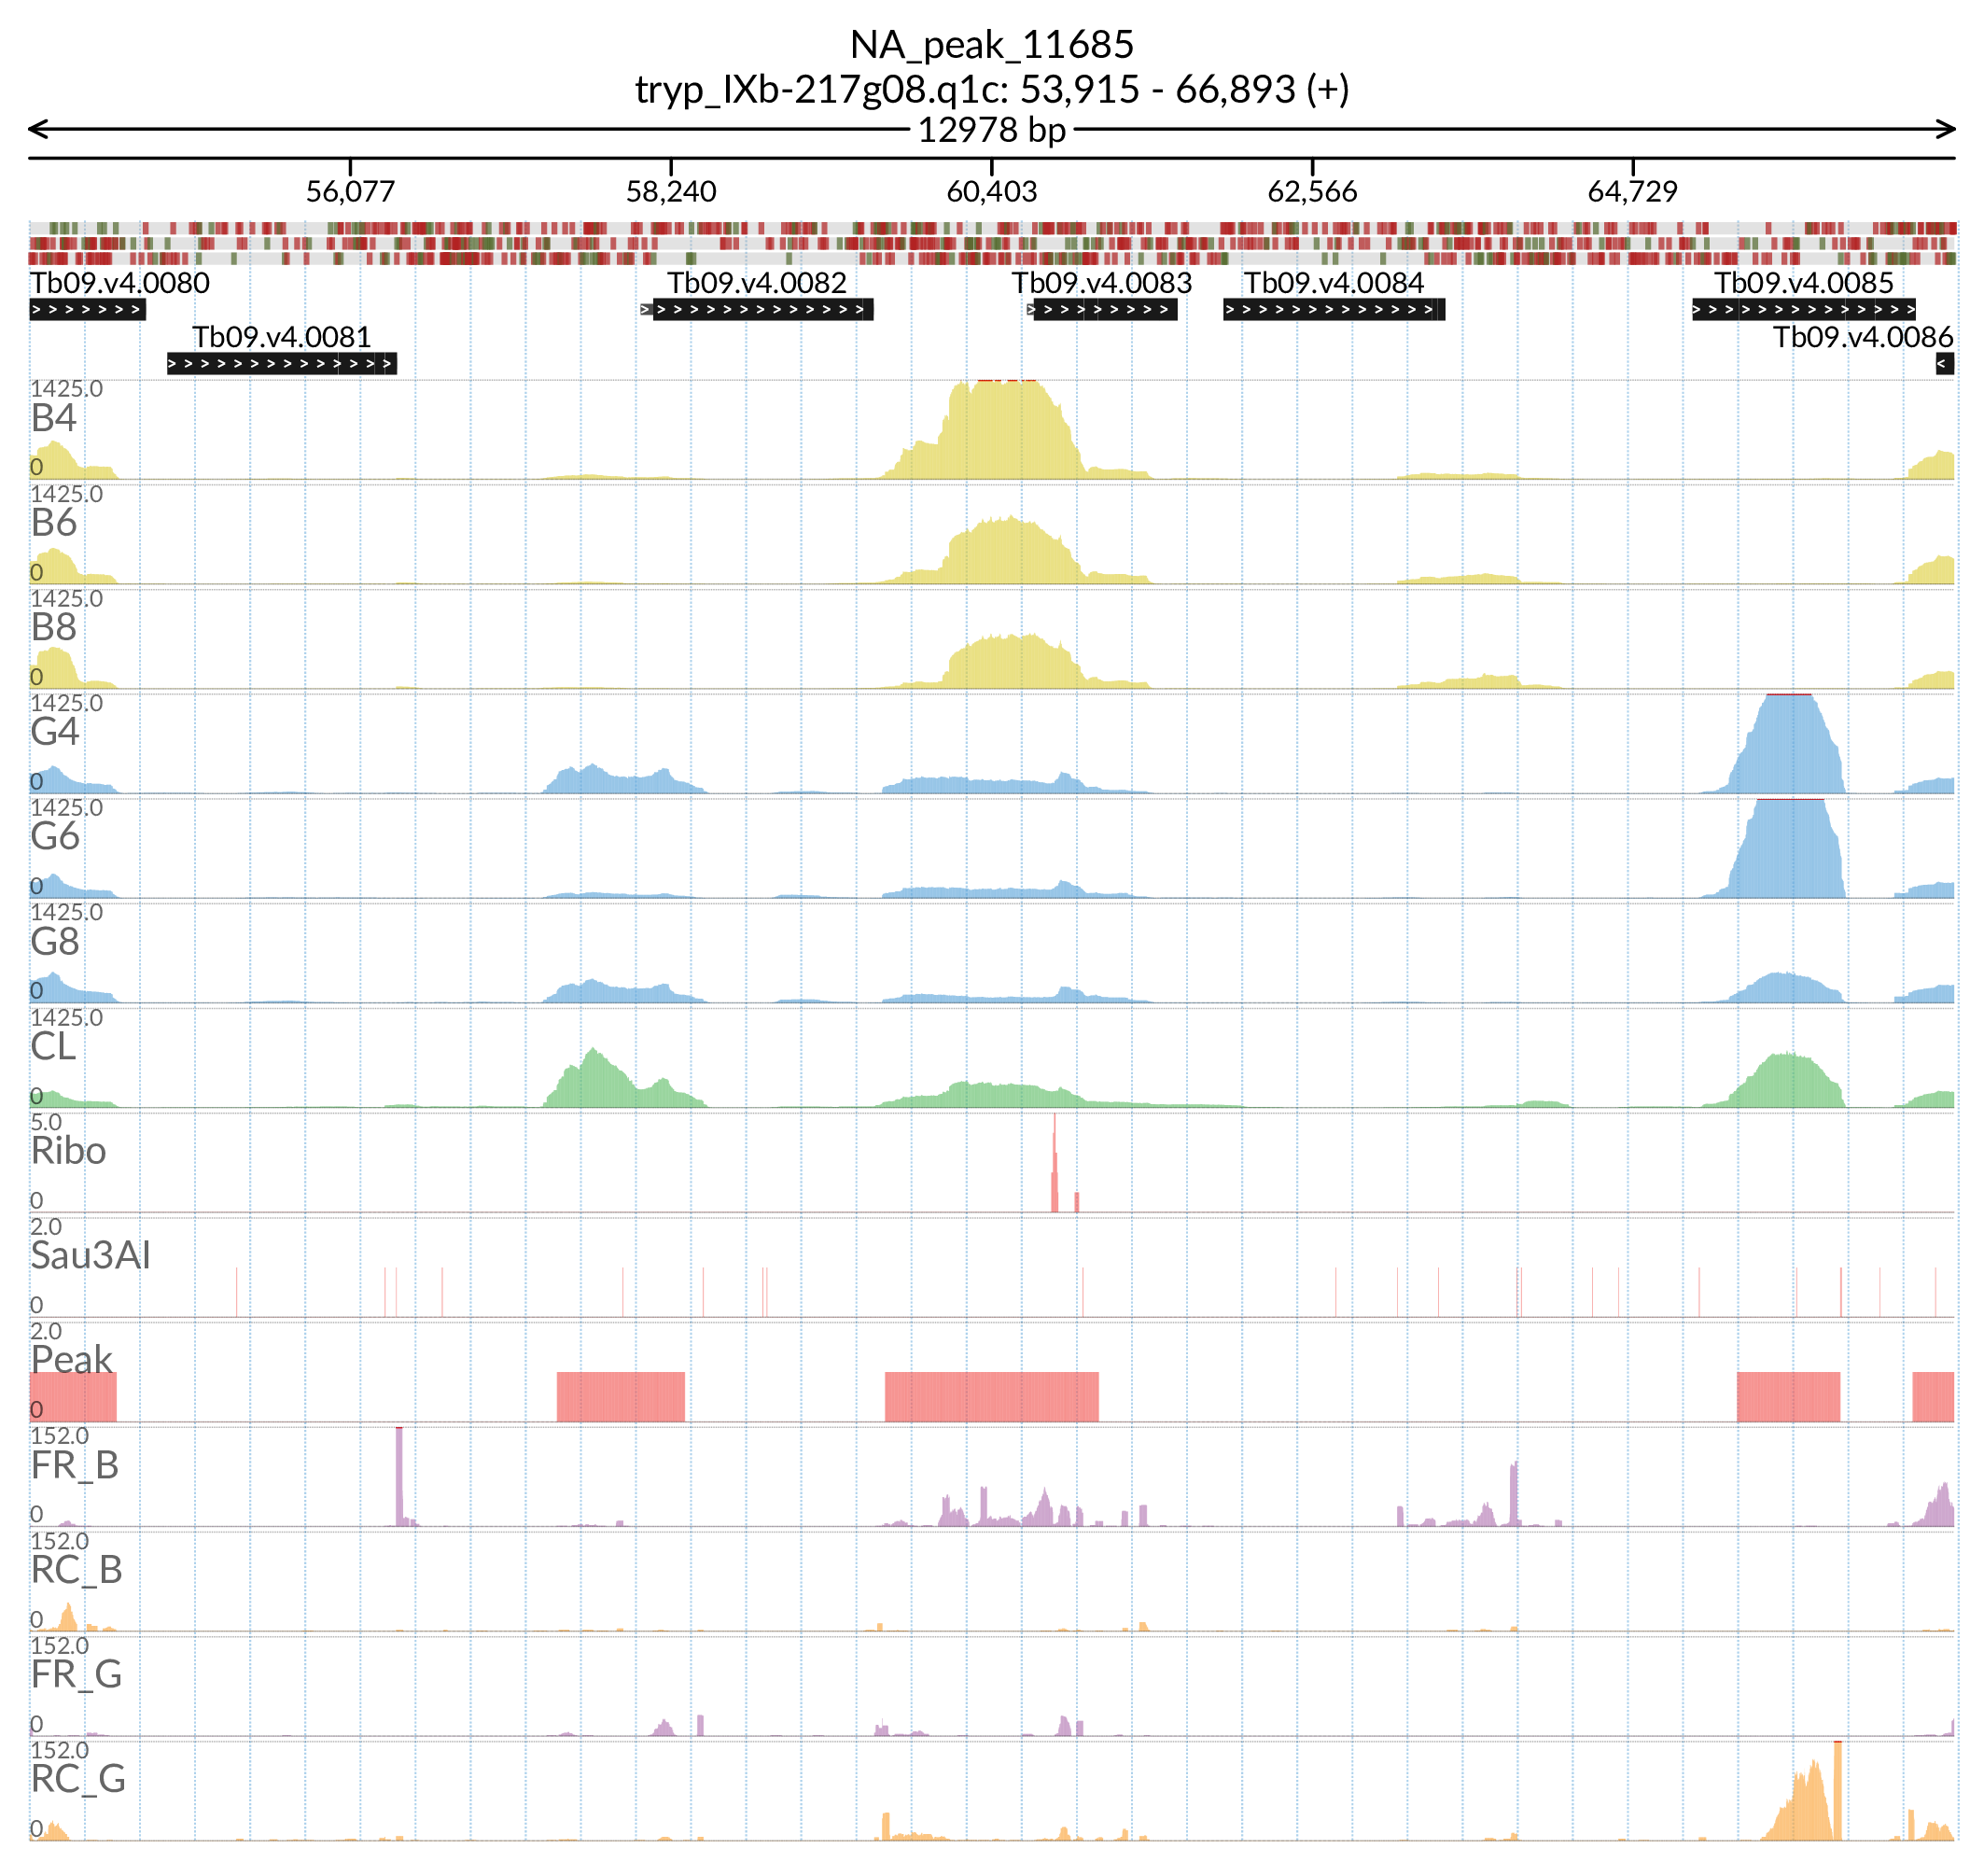 NA_peak_11685
tryp_IXb-217g08.q1c: 53,915 - 66,893 (+)
12978 bp
56,077 58,240 60,403 62,566 64,729
Tb09.v4.0080 Tb09.v4.0082 Tb09.v4.0083 Tb09.v4.0084 Tb09.v4.0085
Tb09.v4.0081 Tb09.v4.0086
1425.0
B4
0
1425.0
B6
0
1425.0
B8
0
1425.0
G4
0
1425.0
G6
0
1425.0
G8
0
1425.0
CL
0
5.0
Ribo
0
2.0
Sau3AI
0
2.0
Peak
0
152.0
FR_B
0
152.0
RC_B
0
152.0
FR_G
0
152.0
RC_G
0